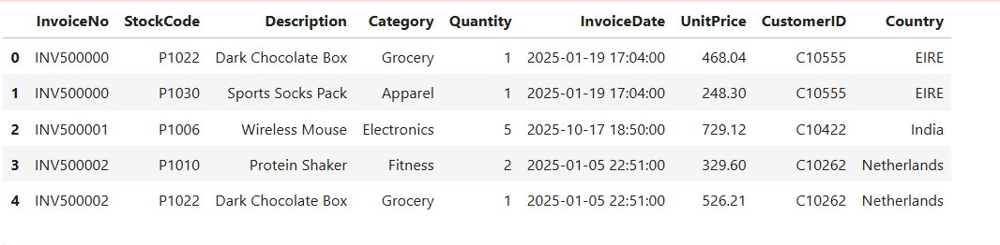 InvoiceNo StockCode Description Category Quantity InvoiceDate UnitPrice CustomerID Country
0 INV500000 P1022 Dark Chocolate Box Grocery 1 2025-01-19 17:04:00 468.04 C10555 EIRE
1 INV500000 P1030 Sports Socks Pack Apparel 1 2025-01-19 17:04:00 248.30 C10555 EIRE
2 INV500001 P1006 Wireless Mouse Electronics 5 2025-10-17 18:50:00 729.12 C10422 India
3 INV500002 P1010 Protein Shaker Fitness 2 2025-01-05 22:51:00 329.60 C10262 Netherlands
4 INV500002 P1022 Dark Chocolate Box Grocery 1 2025-01-05 22:51:00 526.21 C10262 Netherlands